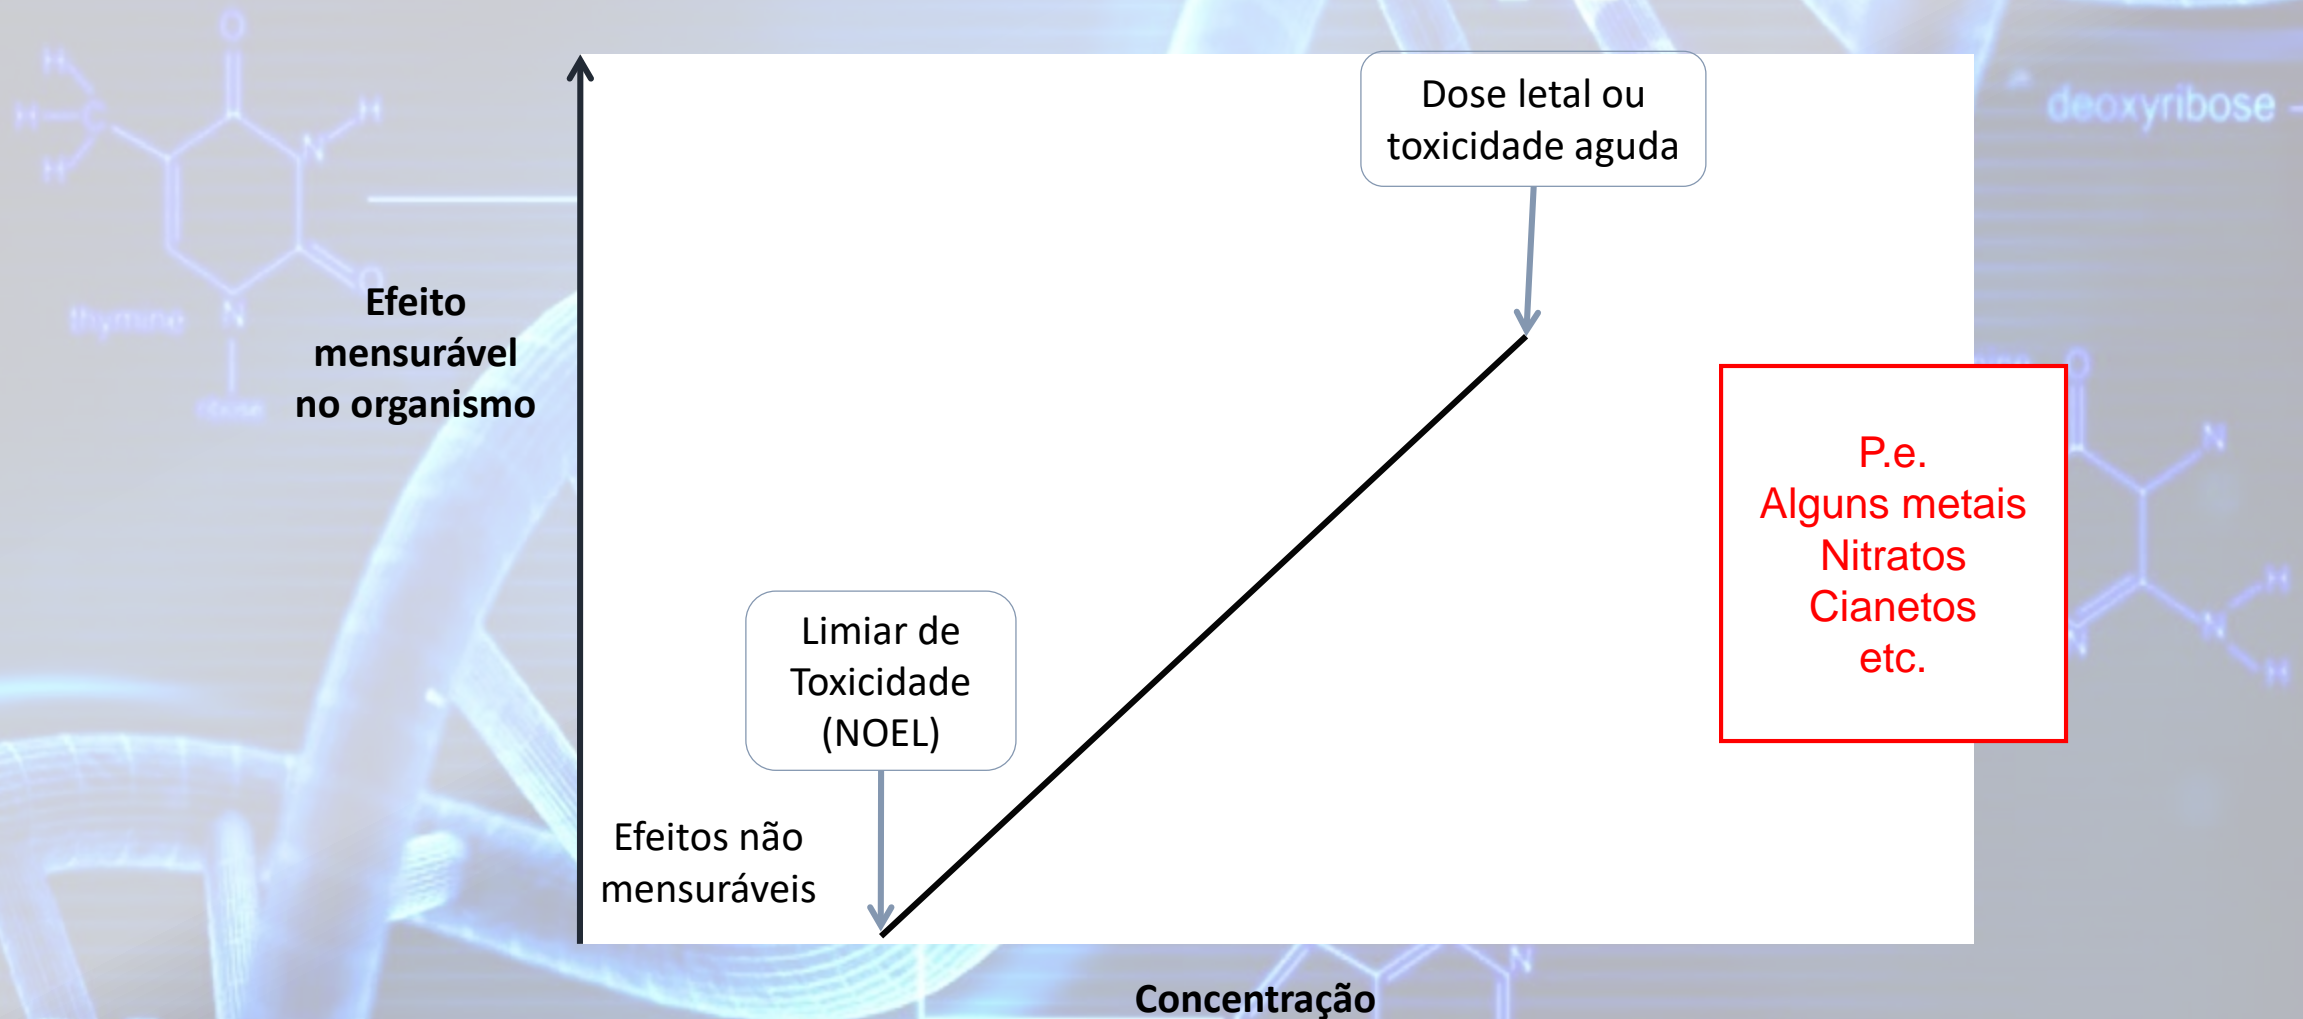 O
H
H
C
H
H
N
O
N
thymine
deoxyribose
Dose letal ou
toxicidade aguda
Efeito
mensurável
no organismo
P.e.
Alguns metais
Nitratos
Cianetos
etc.
O
N
N
N
H
H
Limiar de
Toxicidade
(NOEL)
Efeitos não
mensuráveis
N
Concentração